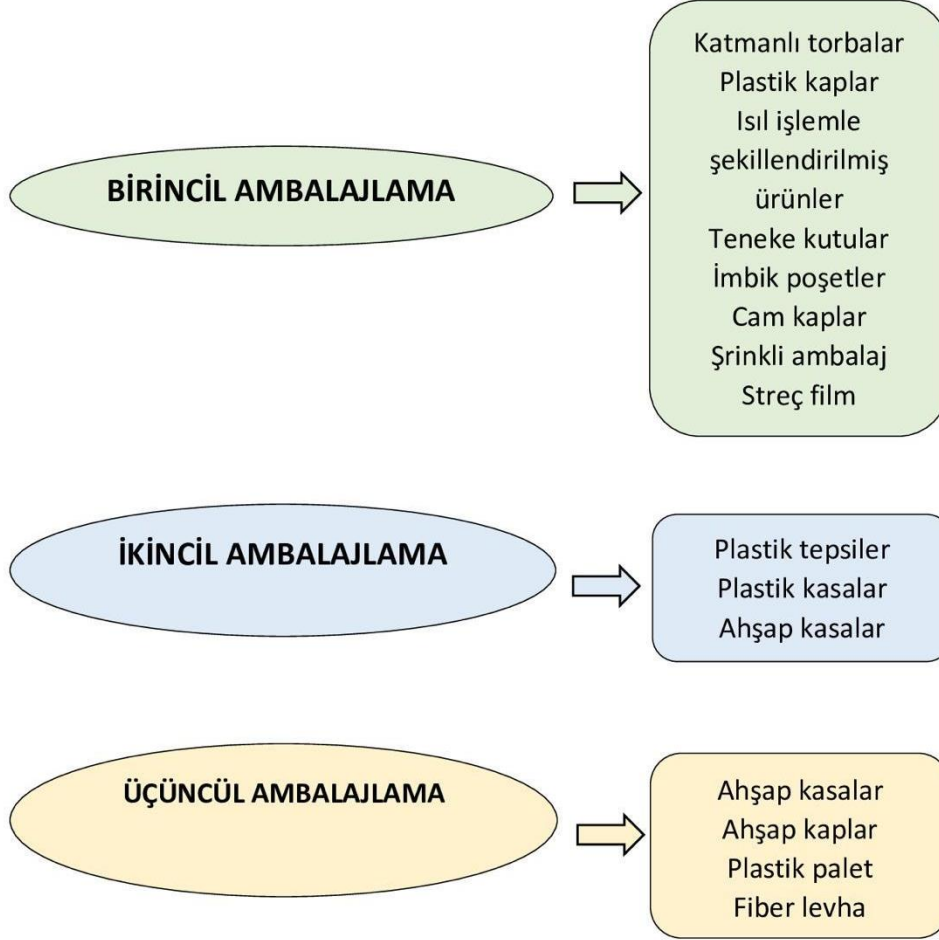 BİRİNCİL AMBALAJLAMA
Katmanlı torbalar
Plastik kaplar
Isıl işlemle
şekillendirilmiş
ürünler
Teneke kutular
İmbik poşetler
Cam kaplar
Şrinkli ambalaj
Streç film
İKİNCİL AMBALAJLAMA
Plastik tepsiler
Plastik kasalar
Ahşap kasalar
ÜÇÜNCÜL AMBALAJLAMA
Ahşap kasalar
Ahşap kaplar
Plastik palet
Fiber levha